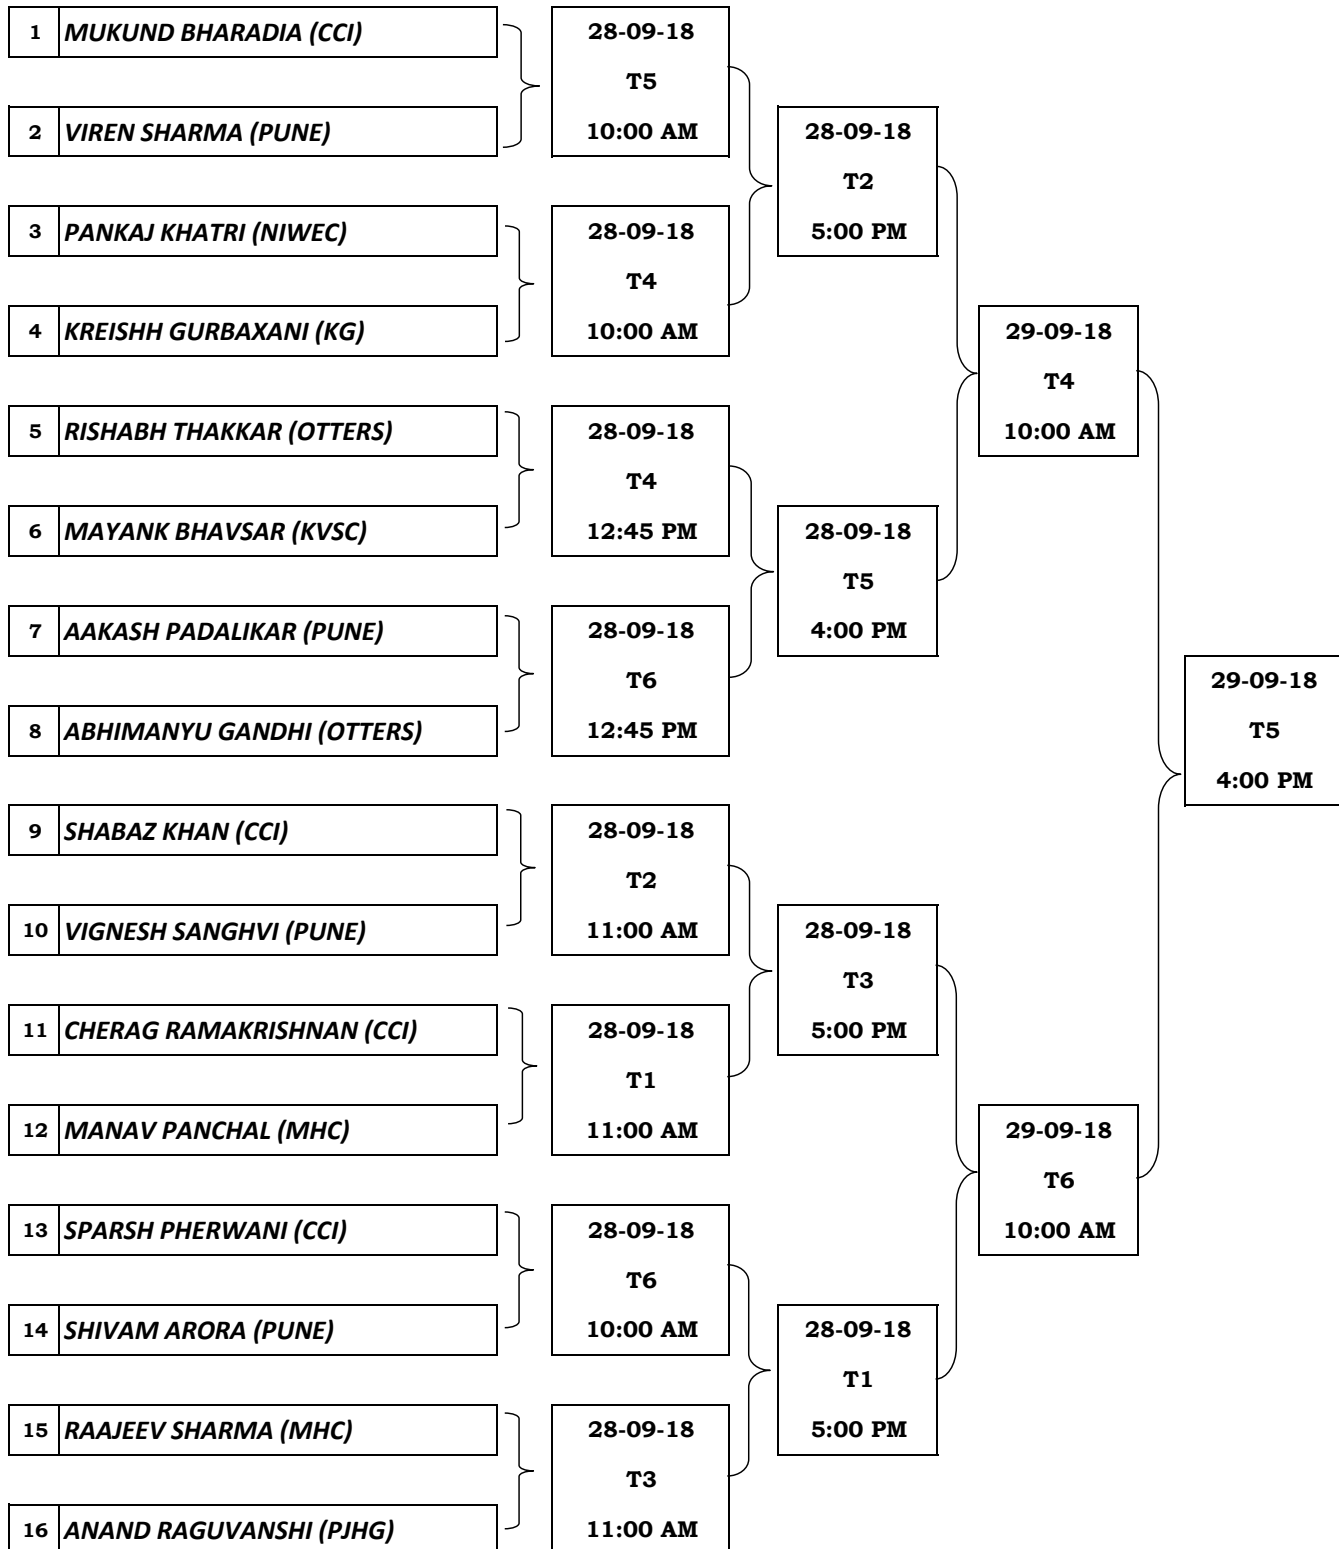 1 MUKUND BHARADIA (CCI)
28-09-18
T5
10:00 AM
2 VIREN SHARMA (PUNE)
28-09-18
T2
5:00 PM
3 PANKAJ KHATRI (NIWEC)
28-09-18
T4
10:00 AM
4 KREISHH GURBAXANI (KG)
29-09-18
T4
10:00 AM
5 RISHABH THAKKAR (OTTERS)
28-09-18
T4
12:45 PM
6 MAYANK BHAVSAR (KVSC)
28-09-18
T5
4:00 PM
7 AAKASH PADALIKAR (PUNE)
28-09-18
T6
12:45 PM
8 ABHIMANYU GANDHI (OTTERS)
29-09-18
T5
4:00 PM
9 SHABAZ KHAN (CCI)
28-09-18
T2
11:00 AM
10 VIGNESH SANGHVI (PUNE)
28-09-18
T3
5:00 PM
11 CHERAG RAMAKRISHNAN (CCI)
28-09-18
T1
11:00 AM
12 MANAV PANCHAL (MHC)
29-09-18
T6
10:00 AM
13 SPARSH PHERWANI (CCI)
28-09-18
T6
10:00 AM
14 SHIVAM ARORA (PUNE)
28-09-18
T1
5:00 PM
15 RAAJEEV SHARMA (MHC)
28-09-18
T3
11:00 AM
16 ANAND RAGUVANSHI (PJHG)